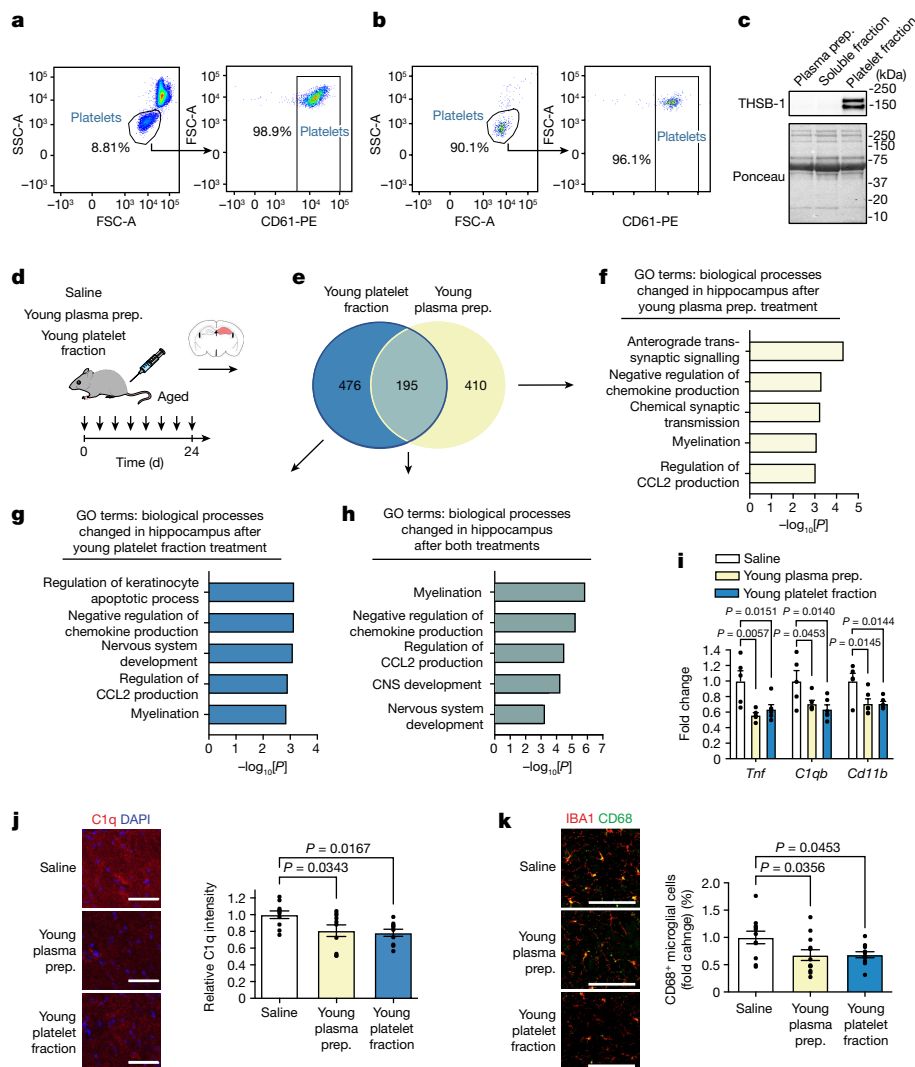 a
10⁵
10⁴
10³
0
−10³
SSC-A
Platelets
8.81%
−10³
0
10³
10⁴
10⁵
FSC-A
10⁵
10⁴
10³
0
−10³
FSC-A
98.9%
Platelets
−10³
0
10³
10⁴
10⁵
CD61-PE
b
10⁵
10⁴
10³
0
−10³
SSC-A
Platelets
90.1%
−10³
0
10³
10⁴
10⁵
FSC-A
10⁵
10⁴
10³
0
−10³
FSC-A
96.1%
Platelets
−10³
0
10³
10⁴
10⁵
CD61-PE
c
Plasma prep.
Soluble fraction
Platelet fraction
(kDa)
THSB-1
-250
-150
Ponceau
-250
-150
-75
-37
-20
-10
d
Saline
Young plasma prep.
Young platelet
fraction
Aged
0
24
Time (d)
e
Young platelet
fraction
Young
plasma prep.
476
195
410
f
GO terms: biological processes
changed in hippocampus after
young plasma prep. treatment
Anterograde trans-
synaptic signalling
Negative regulation of
chemokine production
Chemical synaptic
transmission
Myelination
Regulation of
CCL2 production
0 1 2 3 4 5
−log₁₀[P]
g
GO terms: biological processes
changed in hippocampus after
young platelet fraction treatment
Regulation of keratinocyte
apoptotic process
Negative regulation of
chemokine production
Nervous system
development
Regulation of
CCL2 production
Myelination
0 1 2 3 4
−log₁₀[P]
h
GO terms: biological processes
changed in hippocampus
after both treatments
Myelination
Negative regulation of
chemokine production
Regulation of
CCL2 production
CNS development
Nervous system
development
0 1 2 3 4 5 6 7
−log₁₀[P]
i
Saline
Young plasma prep.
Young platelet fraction
P = 0.0151
P = 0.0057
P = 0.0140
P = 0.0453
P = 0.0144
P = 0.0145
1.4
1.2
1.0
0.8
0.6
0.4
0.2
0
Fold change
Tnf
C1qb
Cd11b
j
C1q DAPI
Saline
Young
plasma
prep.
Young
platelet
fraction
P = 0.0167
P = 0.0343
1.2
1.0
0.8
0.6
0.4
0.2
0
Relative C1q intensity
Saline
Young
plasma
prep.
Young
platelet
fraction
k
IBA1 CD68
Saline
Young
plasma
prep.
Young
platelet
fraction
P = 0.0453
P = 0.0356
2.0
1.5
1.0
0.5
0
CD68⁺ microglial cells
(fold cahnge) (%)
Saline
Young
plasma
prep.
Young
platelet
fraction